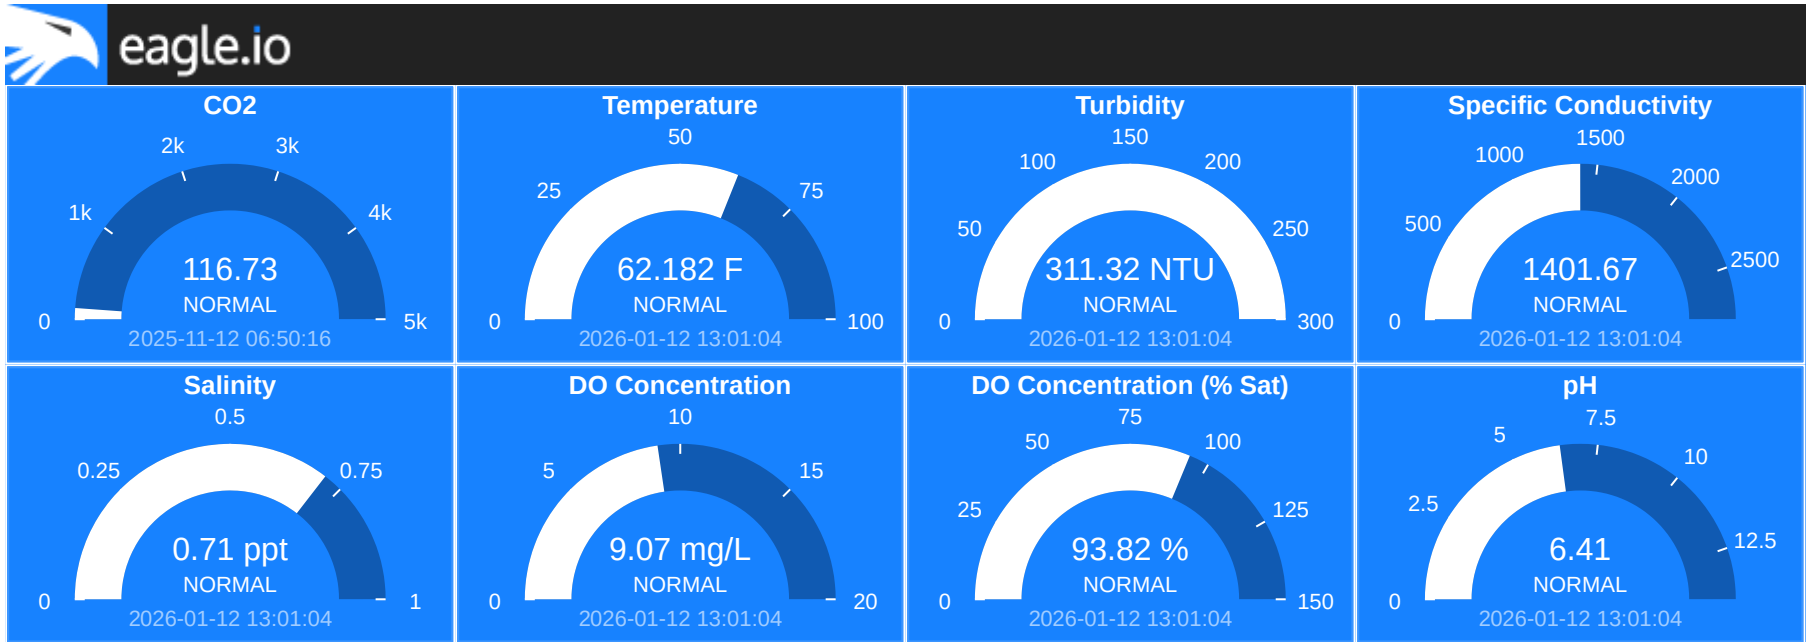 eagle.io
CO2
0
1k
2k
3k
4k
5k
116.73
NORMAL
2025-11-12 06:50:16
Temperature
0
25
50
75
100
62.182 F
NORMAL
2026-01-12 13:01:04
Turbidity
0
50
100
150
200
250
300
311.32 NTU
NORMAL
2026-01-12 13:01:04
Specific Conductivity
0
500
1000
1500
2000
2500
1401.67
NORMAL
2026-01-12 13:01:04
Salinity
0
0.25
0.5
0.75
1
0.71 ppt
NORMAL
2026-01-12 13:01:04
DO Concentration
0
5
10
15
20
9.07 mg/L
NORMAL
2026-01-12 13:01:04
DO Concentration (% Sat)
0
25
50
75
100
125
150
93.82 %
NORMAL
2026-01-12 13:01:04
pH
0
2.5
5
7.5
10
12.5
6.41
NORMAL
2026-01-12 13:01:04